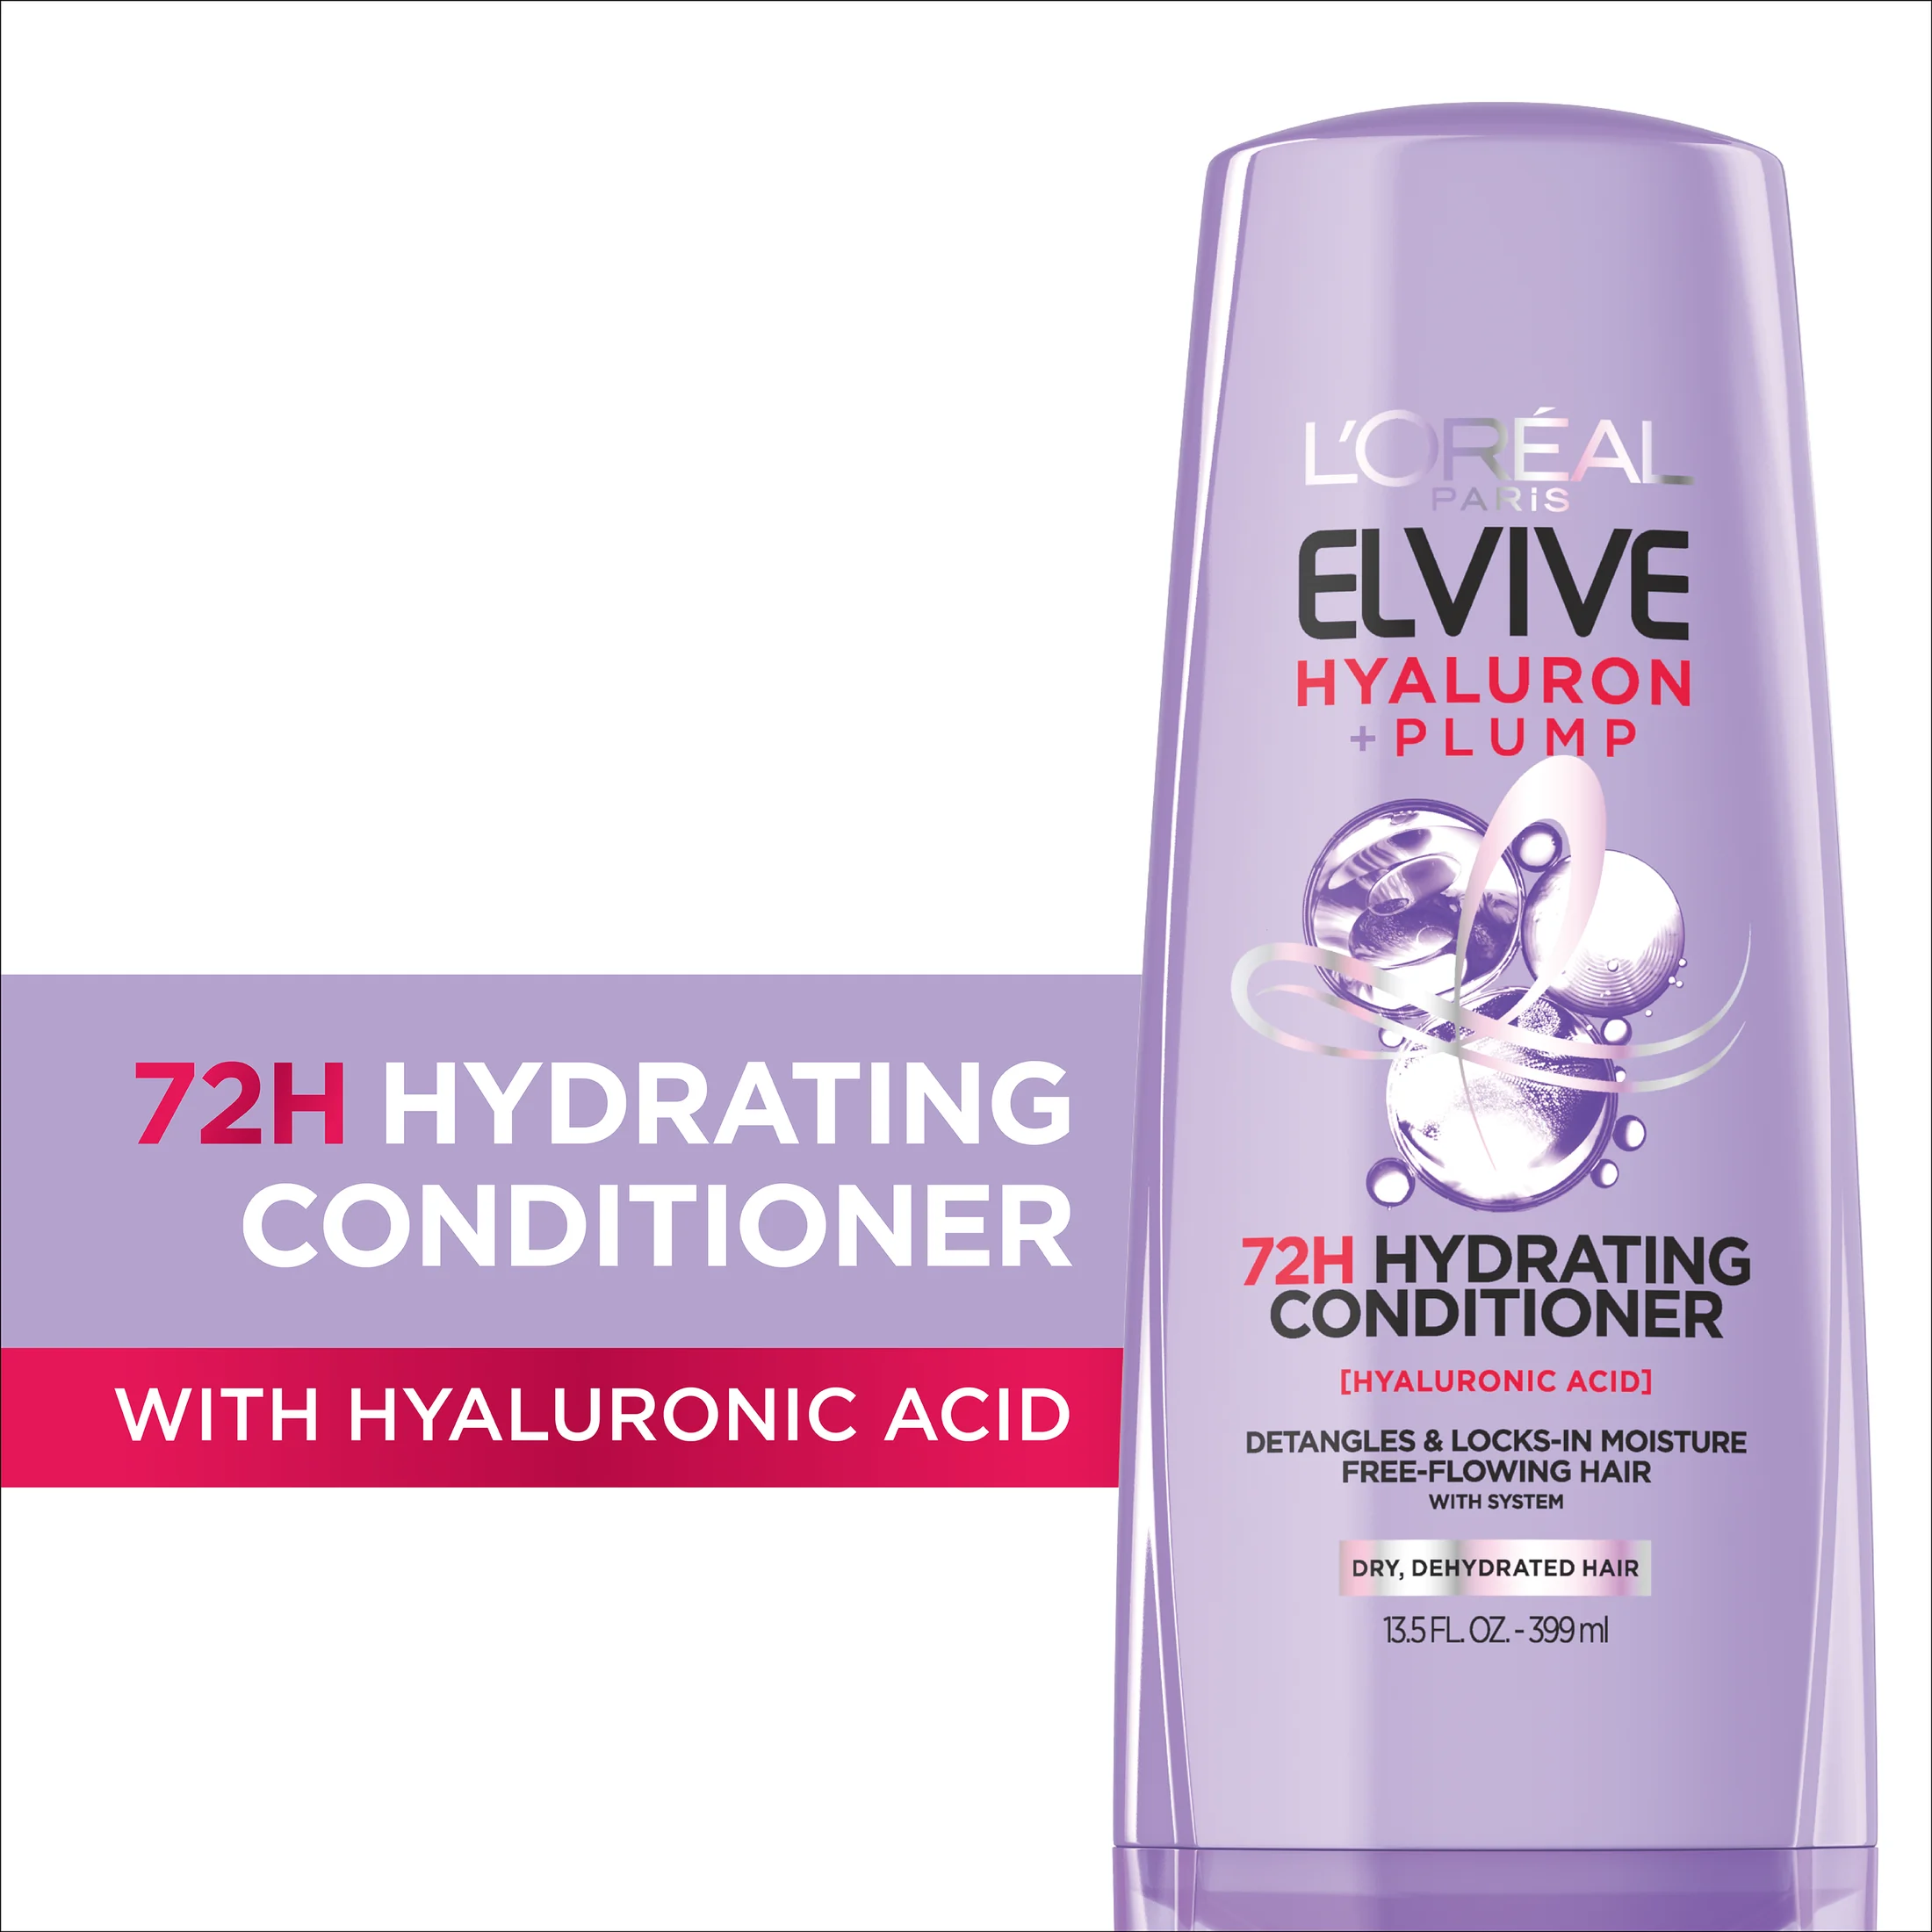 72H HYDRATING
CONDITIONER
WITH HYALURONIC ACID
L'ORÉAL
PARiS
ELVIVE
HYALURON
+PLUMP
72H HYDRATING
CONDITIONER
[HYALURONIC ACID]
DETANGLES & LOCKS-IN MOISTURE
FREE-FLOWING HAIR
WITH SYSTEM
DRY, DEHYDRATED HAIR
13.5 FL. OZ. - 399 ml